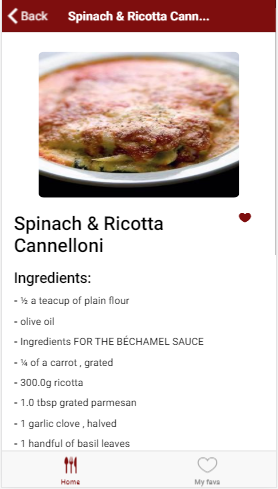 Back
Spinach & Ricotta Cann...
Spinach & Ricotta
Cannelloni
Ingredients:
- ½ a teacup of plain flour
- olive oil
- Ingredients FOR THE BÉCHAMEL SAUCE
- ¼ of a carrot , grated
- 300.0g ricotta
- 1.0 tbsp grated parmesan
- 1 garlic clove , halved
- 1 handful of basil leaves
Home
My favs